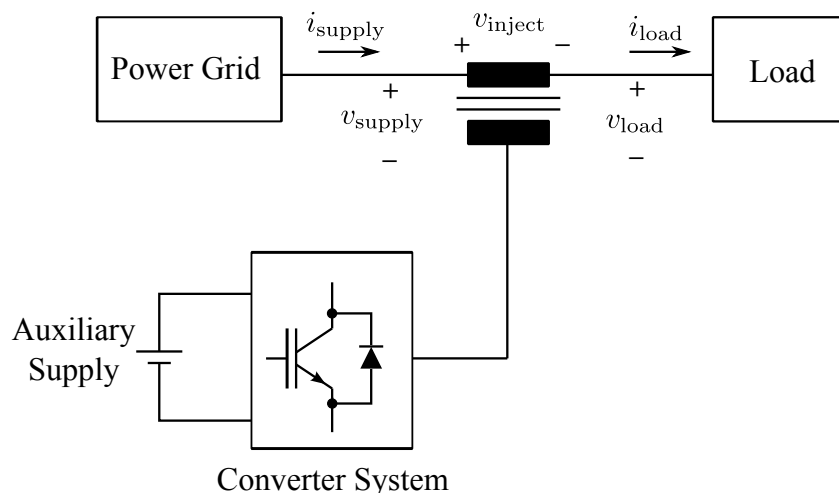 i_supply
+ v_inject −
i_load
Power Grid
Load
+
v_supply
−
+
v_load
−
Auxiliary
Supply
Converter System